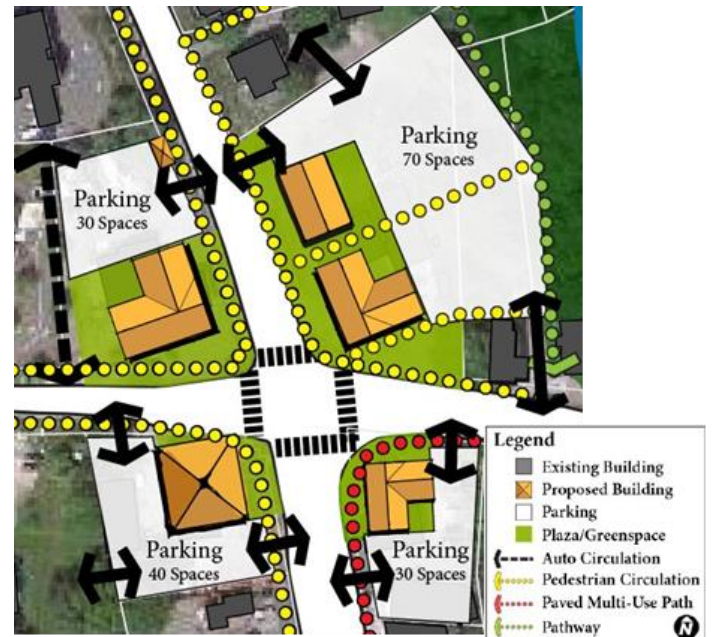 Parking
70 Spaces
Parking
30 Spaces
Parking
40 Spaces
Parking
30 Spaces
Legend
Existing Building
Proposed Building
Parking
Plaza/Greenspace
Auto Circulation
Pedestrian Circulation
Paved Multi-Use Path
Pathway
N